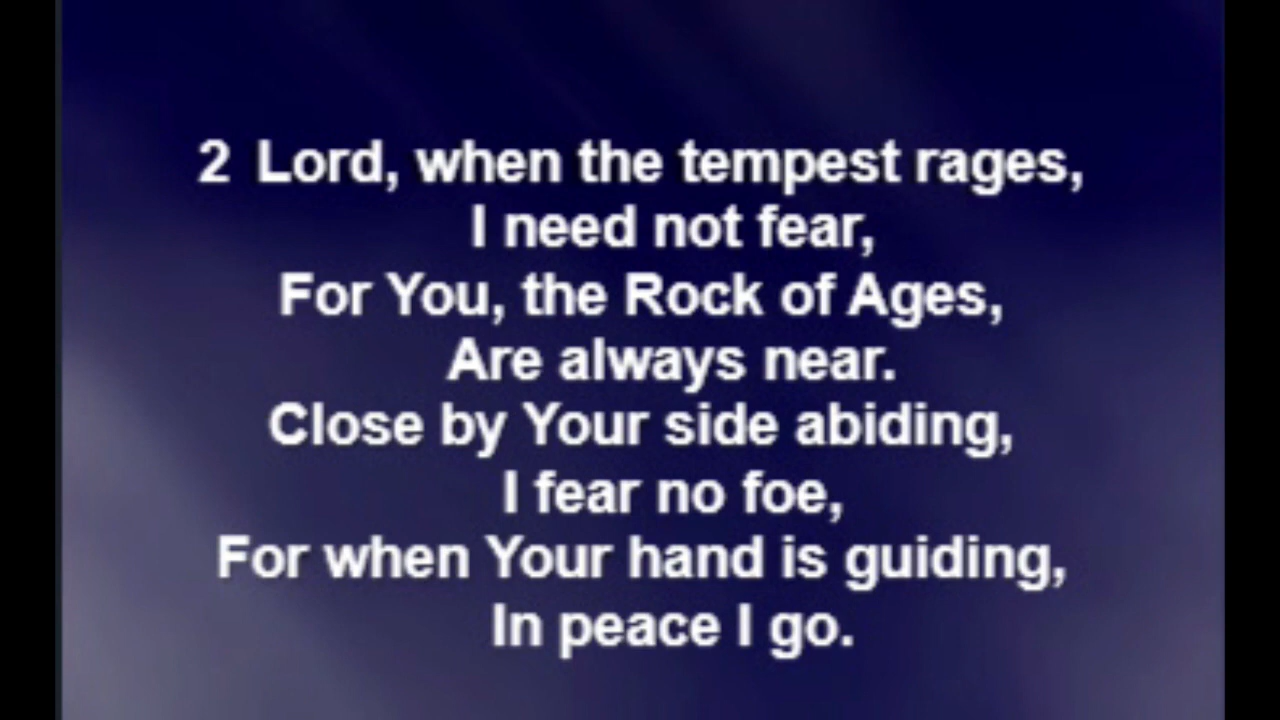 2 Lord, when the tempest rages,
I need not fear,
For You, the Rock of Ages,
Are always near.
Close by Your side abiding,
I fear no foe,
For when Your hand is guiding,
In peace I go.